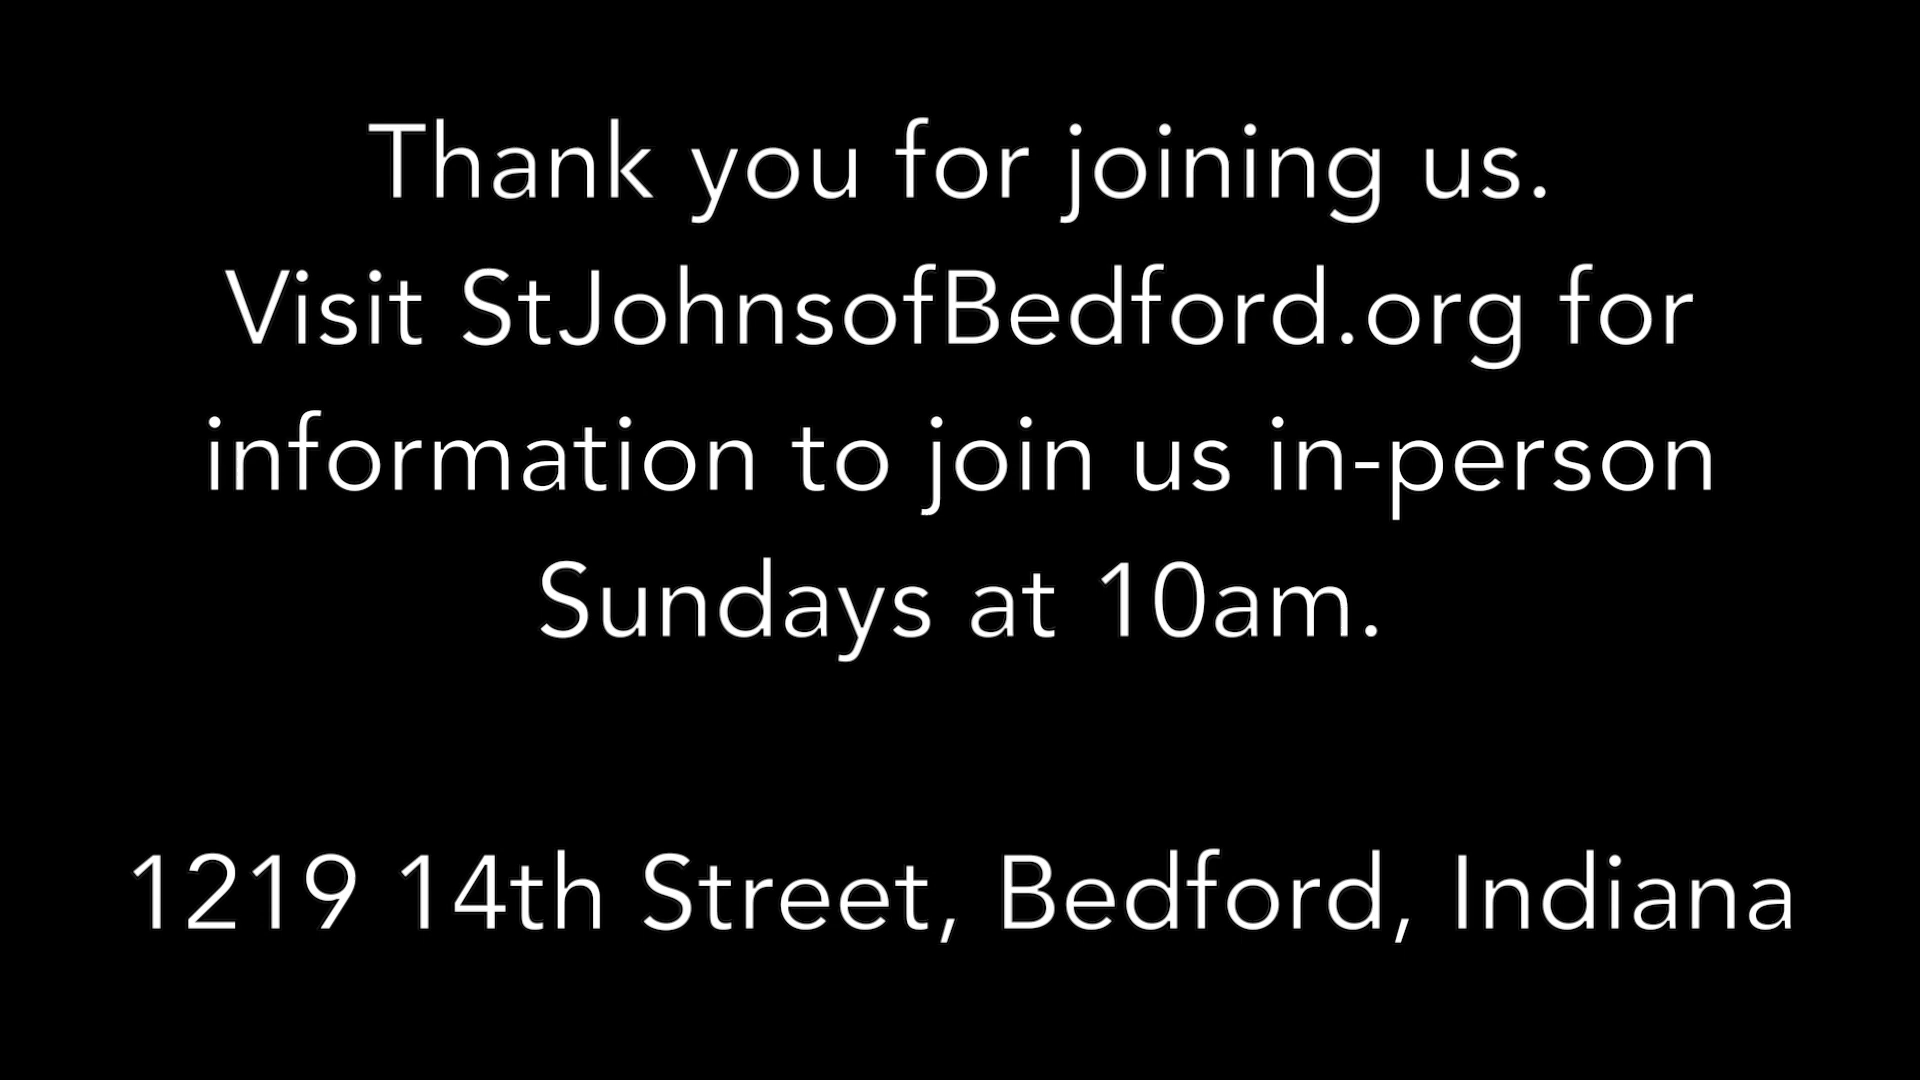 Thank you for joining us.
Visit StJohnsofBedford.org for
information to join us in-person
Sundays at 10am.
1219 14th Street, Bedford, Indiana